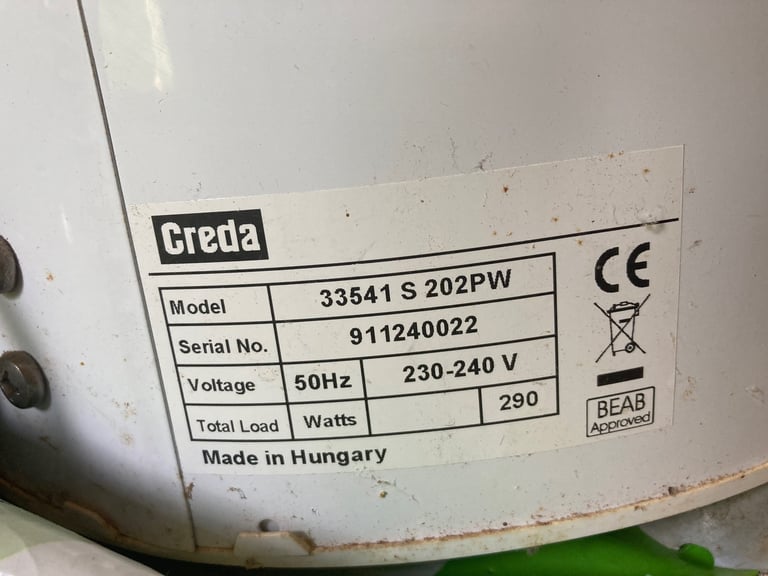 Creda
CE
Model 33541 S 202PW
Serial No. 911240022
Voltage 50Hz 230-240 V
Total Load Watts 290
BEAB
Approved
Made in Hungary